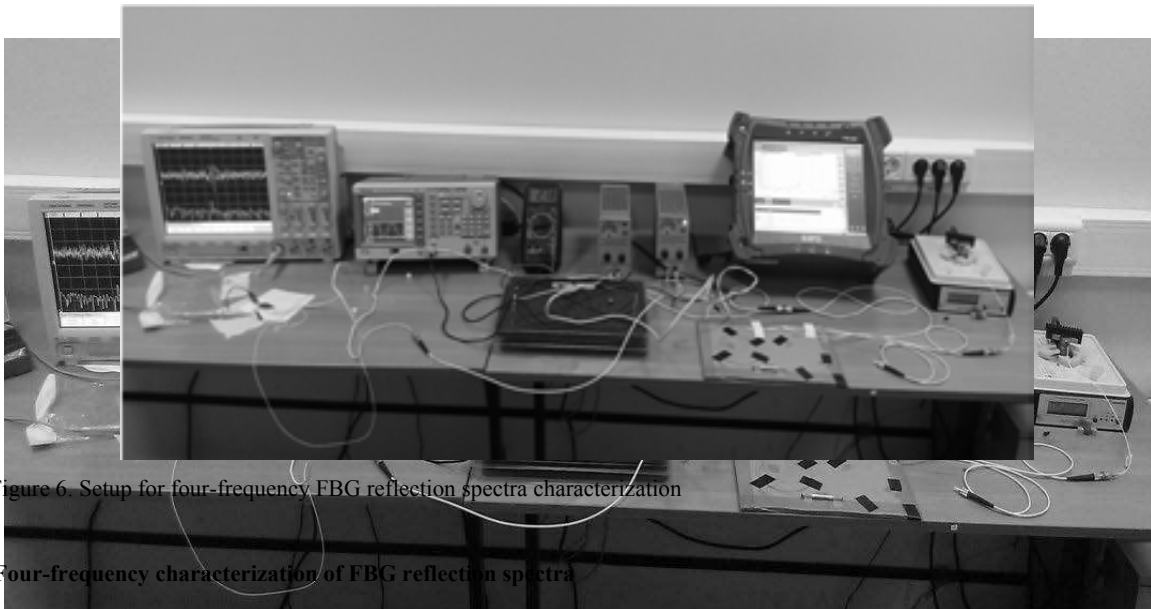 igure 6. Setup for four-frequency FBG reflection spectra characterization
Four-frequency characterization of FBG reflection spectra